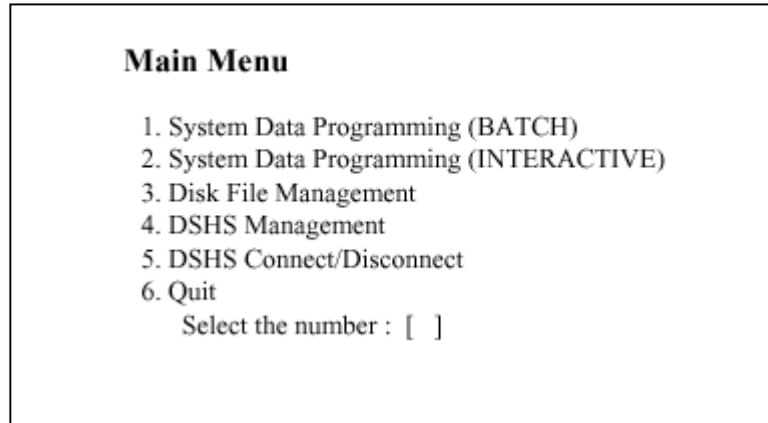 Main Menu
1. System Data Programming (BATCH)
2. System Data Programming (INTERACTIVE)
3. Disk File Management
4. DSHS Management
5. DSHS Connect/Disconnect
6. Quit
Select the number : [ ]